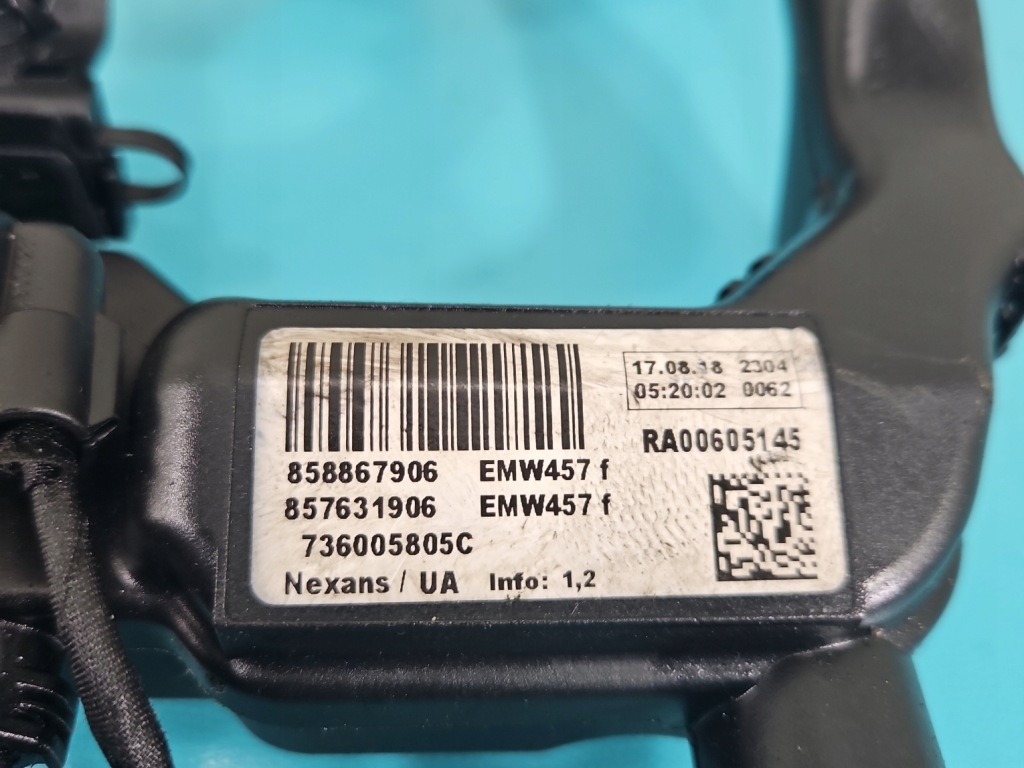 17.08.18 2304
05:20:02 0062
RA00605145
858867906 EMW457 f
857631906 EMW457 f
736005805C
Nexans / UA Info: 1,2